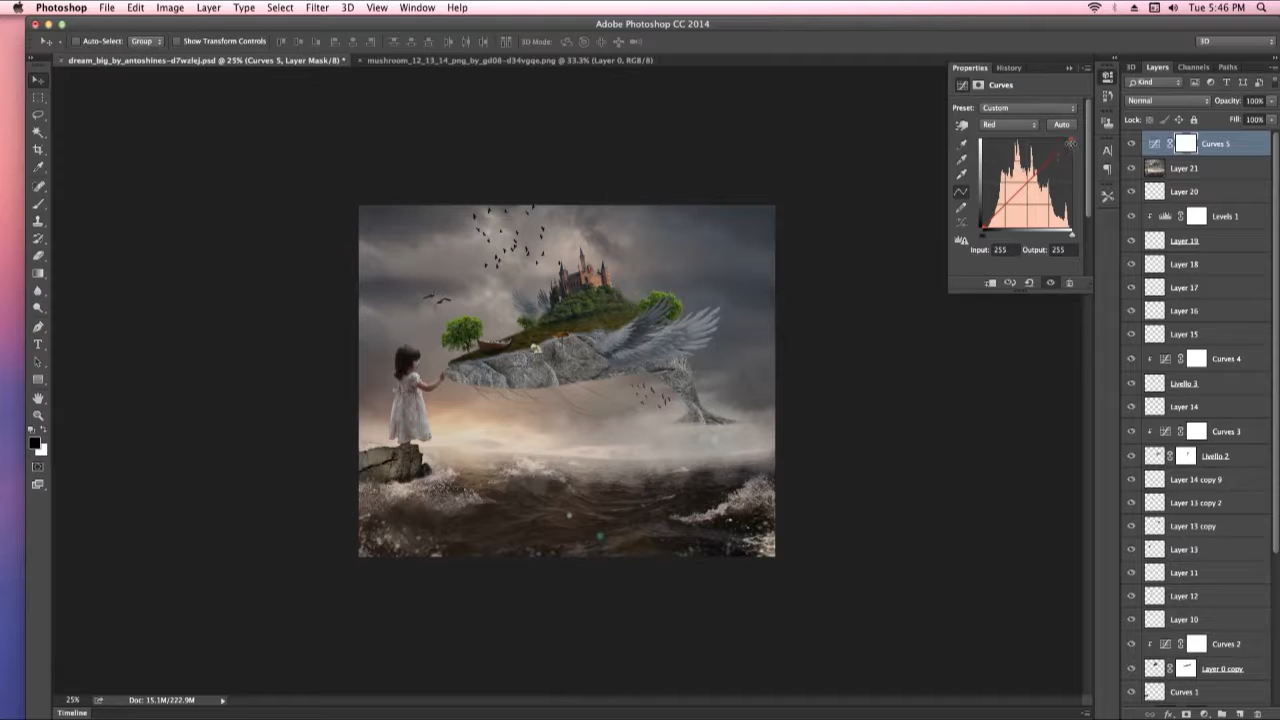 Photoshop File Edit Image Layer Type Select Filter 3D View Window Help Tue 5:46 PM
Adobe Photoshop CC 2014
Auto-Select: Group Show Transform Controls 3D Mode: 3D
dream_big_by_antoshines-d7wzlej.psd @ 25% (Curves 5, Layer Mask/8) *
mushroom_12_13_14_png_by_gd08-d34vgqe.png @ 33.3% (Layer 0, RGB/8)
Properties History
Curves
Preset: Custom
Red Auto
Input: 255 Output: 255
3D Layers Channels Paths
Kind
Normal Opacity: 100%
Lock: Fill: 100%
Curves 5
Layer 21
Layer 20
Levels 1
Layer 19
Layer 18
Layer 17
Layer 16
Layer 15
Curves 4
Livello 3
Layer 14
Curves 3
Livello 2
Layer 14 copy 9
Layer 13 copy 2
Layer 13 copy
Layer 13
Layer 11
Layer 12
Layer 10
Curves 2
Layer 0 copy
Curves 1
25% Doc: 15.1M/222.9M
Timeline